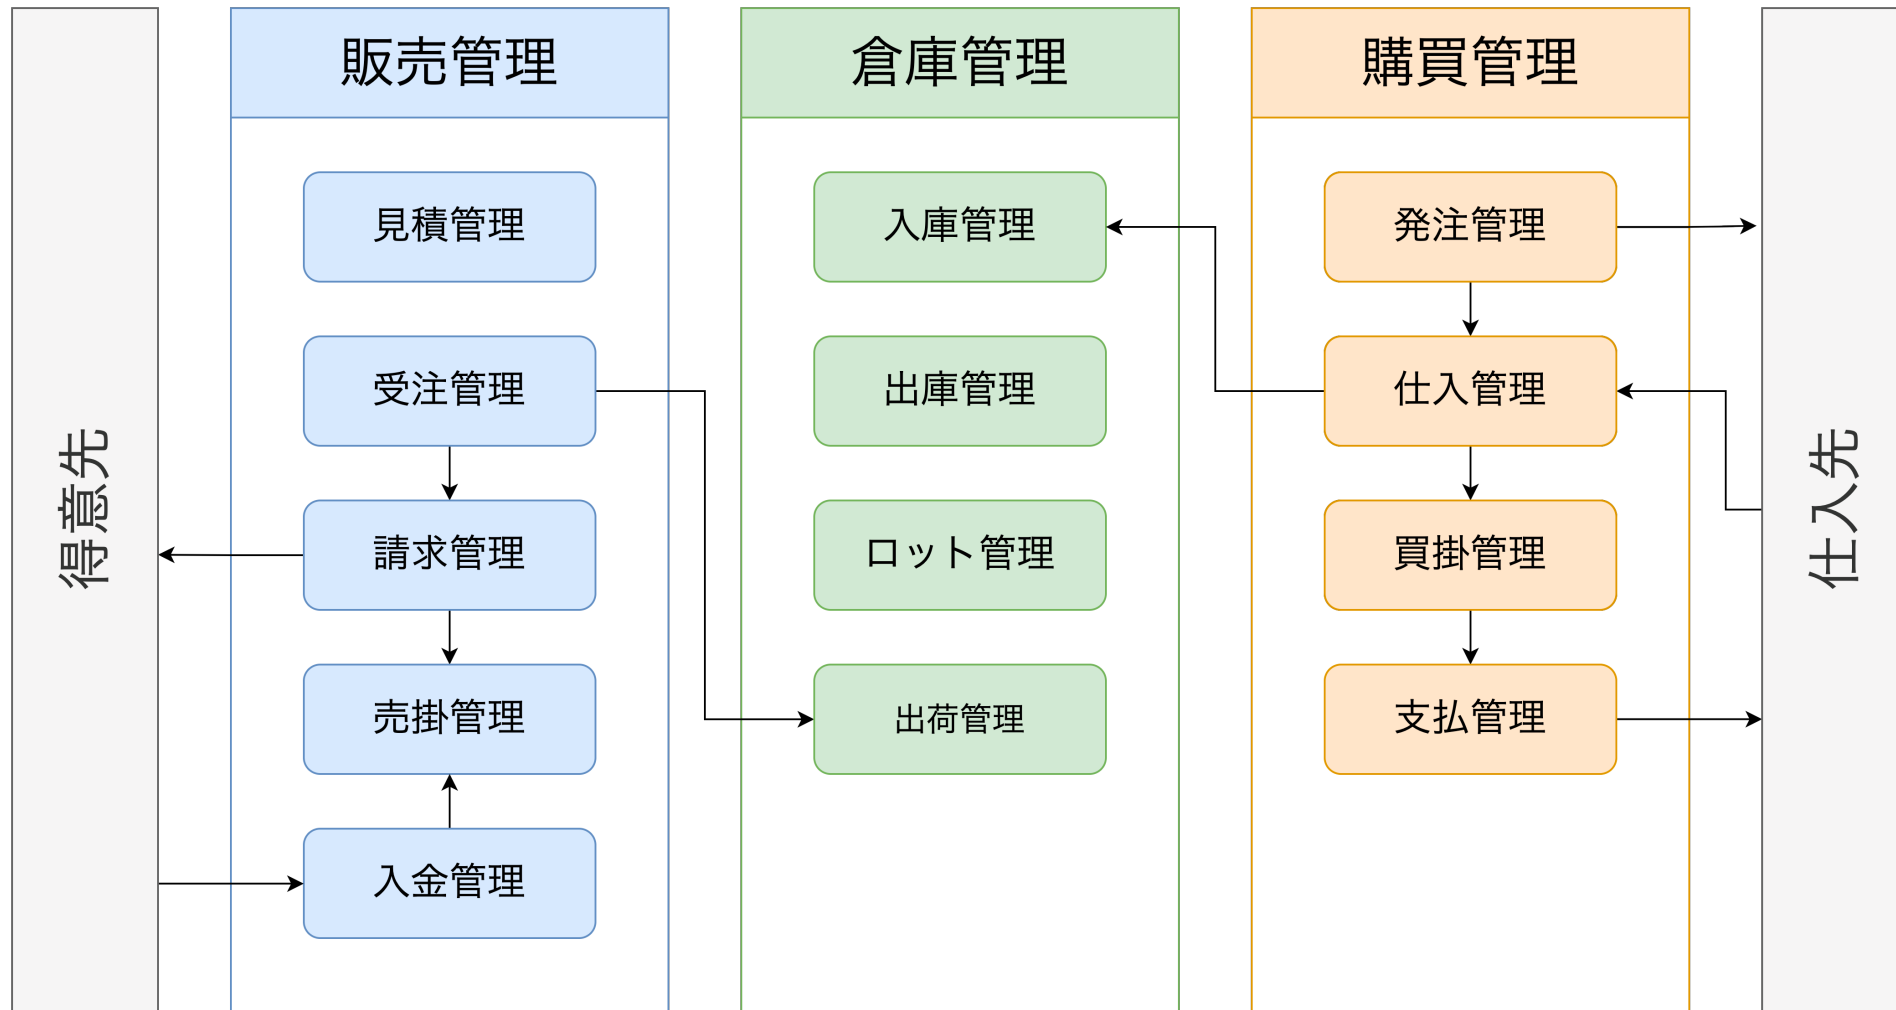 得意先
販売管理
見積管理
受注管理
請求管理
売掛管理
入金管理
倉庫管理
入庫管理
出庫管理
ロット管理
出荷管理
購買管理
発注管理
仕入管理
買掛管理
支払管理
仕入先